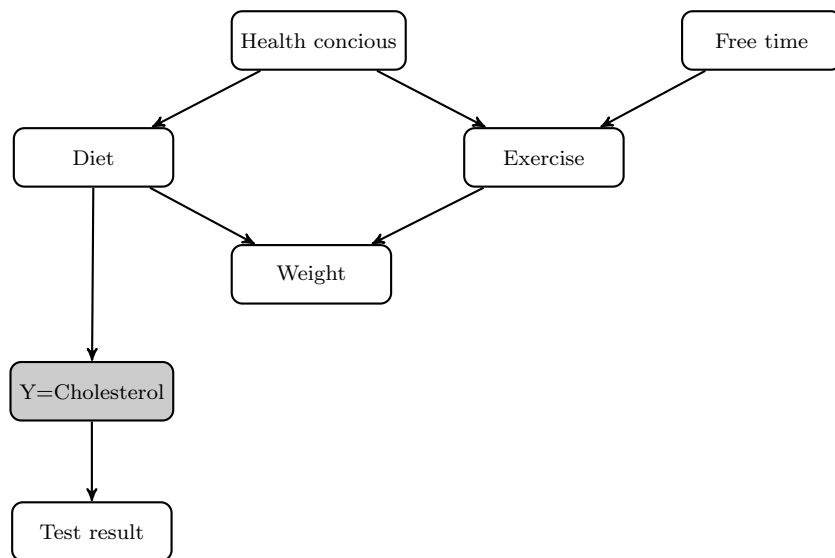 Health concious
Free time
Diet
Exercise
Weight
Y=Cholesterol
Test result